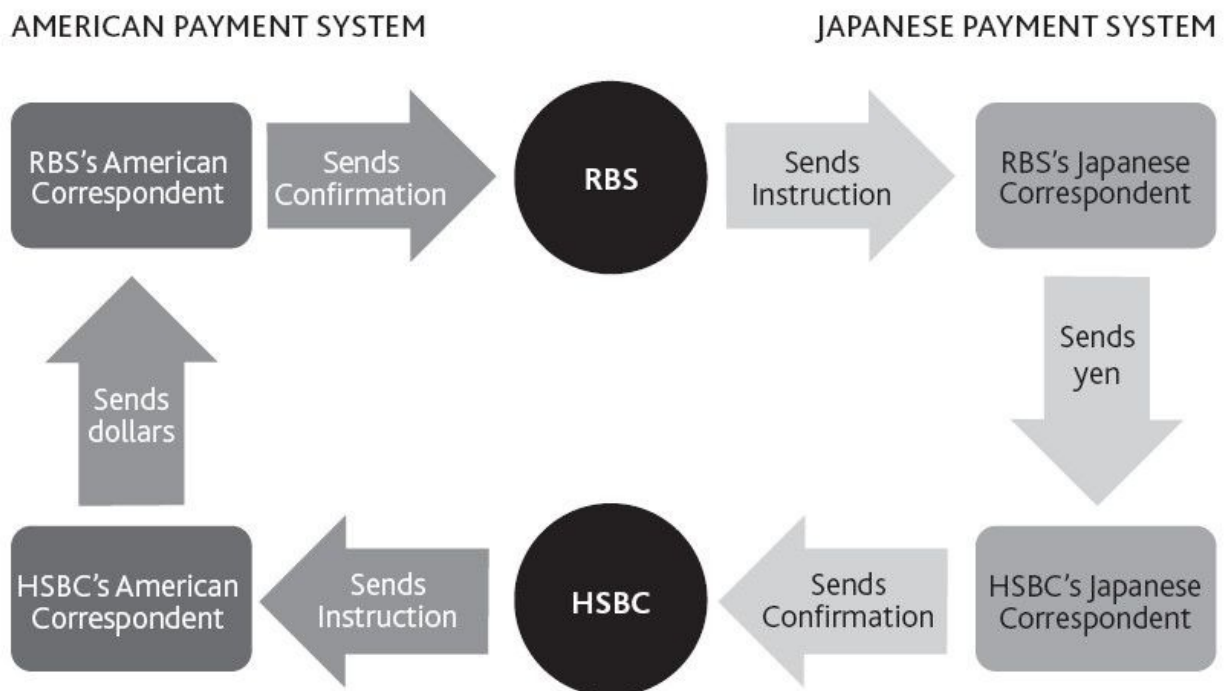 AMERICAN PAYMENT SYSTEM
JAPANESE PAYMENT SYSTEM
RBS's American
Correspondent
Sends
Confirmation
RBS
Sends
Instruction
RBS's Japanese
Correspondent
Sends
dollars
Sends
yen
HSBC's American
Correspondent
Sends
Instruction
HSBC
Sends
Confirmation
HSBC's Japanese
Correspondent